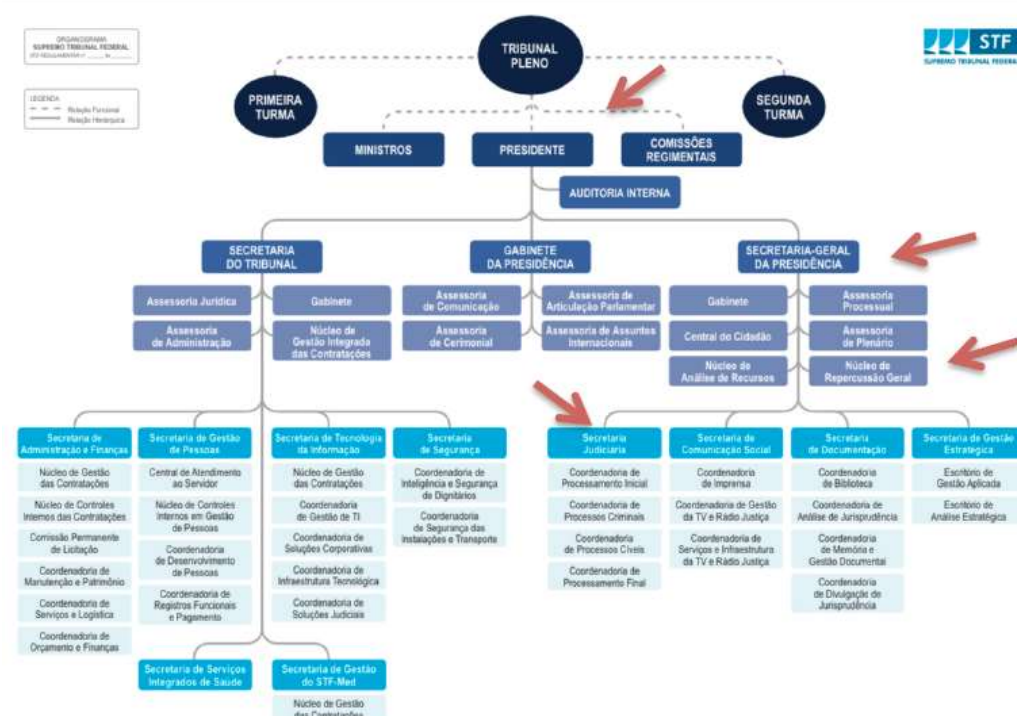 ORGANOGRAMA
SUPREMO TRIBUNAL FEDERAL
STF
SUPREMO TRIBUNAL FEDERAL
LEGENDA
Relação Funcional
Relação Hierárquica
TRIBUNAL
PLENO
PRIMEIRA
TURMA
SEGUNDA
TURMA
MINISTROS
PRESIDENTE
COMISSÕES
REGIMENTAIS
AUDITORIA INTERNA
SECRETARIA
DO TRIBUNAL
GABINETE
DA PRESIDÊNCIA
SECRETARIA-GERAL
DA PRESIDÊNCIA
Assessoria Jurídica
Gabinete
Assessoria
de Administração
Núcleo de
Gestão Integrada
das Contratações
Assessoria
de Comunicação
Assessoria de
Articulação Parlamentar
Assessoria
de Cerimonial
Assessoria de Assuntos
Internacionais
Gabinete
Assessoria
Processual
Central do Cidadão
Assessoria
de Plenário
Núcleo de
Análise de Recursos
Núcleo de
Repercussão Geral
Secretaria de
Administração e Finanças
Núcleo de Gestão
das Contratações
Núcleo de Controles
Internos das Contratações
Comissão Permanente
de Licitação
Coordenadoria de
Manutenção e Patrimônio
Coordenadoria de
Serviços e Logística
Coordenadoria de
Orçamento e Finanças
Secretaria de Gestão
de Pessoas
Central de Atendimento
ao Servidor
Núcleo de Controles
Internos em Gestão
de Pessoas
Coordenadoria
de Desenvolvimento
de Pessoas
Coordenadoria de
Registros Funcionais
e Pagamento
Secretaria de Tecnologia
da Informação
Núcleo de Gestão
das Contratações
Coordenadoria
de Gestão de TI
Coordenadoria de
Soluções Corporativas
Coordenadoria de
Infraestrutura Tecnológica
Coordenadoria de
Soluções Judiciais
Secretaria
de Segurança
Coordenadoria de
Inteligência e Segurança
de Dignitários
Coordenadoria
de Segurança das
Instalações e Transporte
Secretaria
Judiciária
Coordenadoria de
Processamento Inicial
Coordenadoria de
Processos Criminais
Coordenadoria
de Processos Cíveis
Coordenadoria de
Processamento Final
Secretaria de
Comunicação Social
Coordenadoria
de Imprensa
Coordenadoria de Gestão
da TV e Rádio Justiça
Coordenadoria de
Serviços e Infraestrutura
da TV e Rádio Justiça
Secretaria
de Documentação
Coordenadoria
de Biblioteca
Coordenadoria de
Análise de Jurisprudência
Coordenadoria
de Memória e
Gestão Documental
Coordenadoria
de Divulgação de
Jurisprudência
Secretaria de Gestão
Estratégica
Escritório de
Gestão Aplicada
Escritório de
Análise Estratégica
Secretaria de Serviços
Integrados de Saúde
Secretaria de Gestão
do STF-Med
Núcleo de Gestão
das Contratações